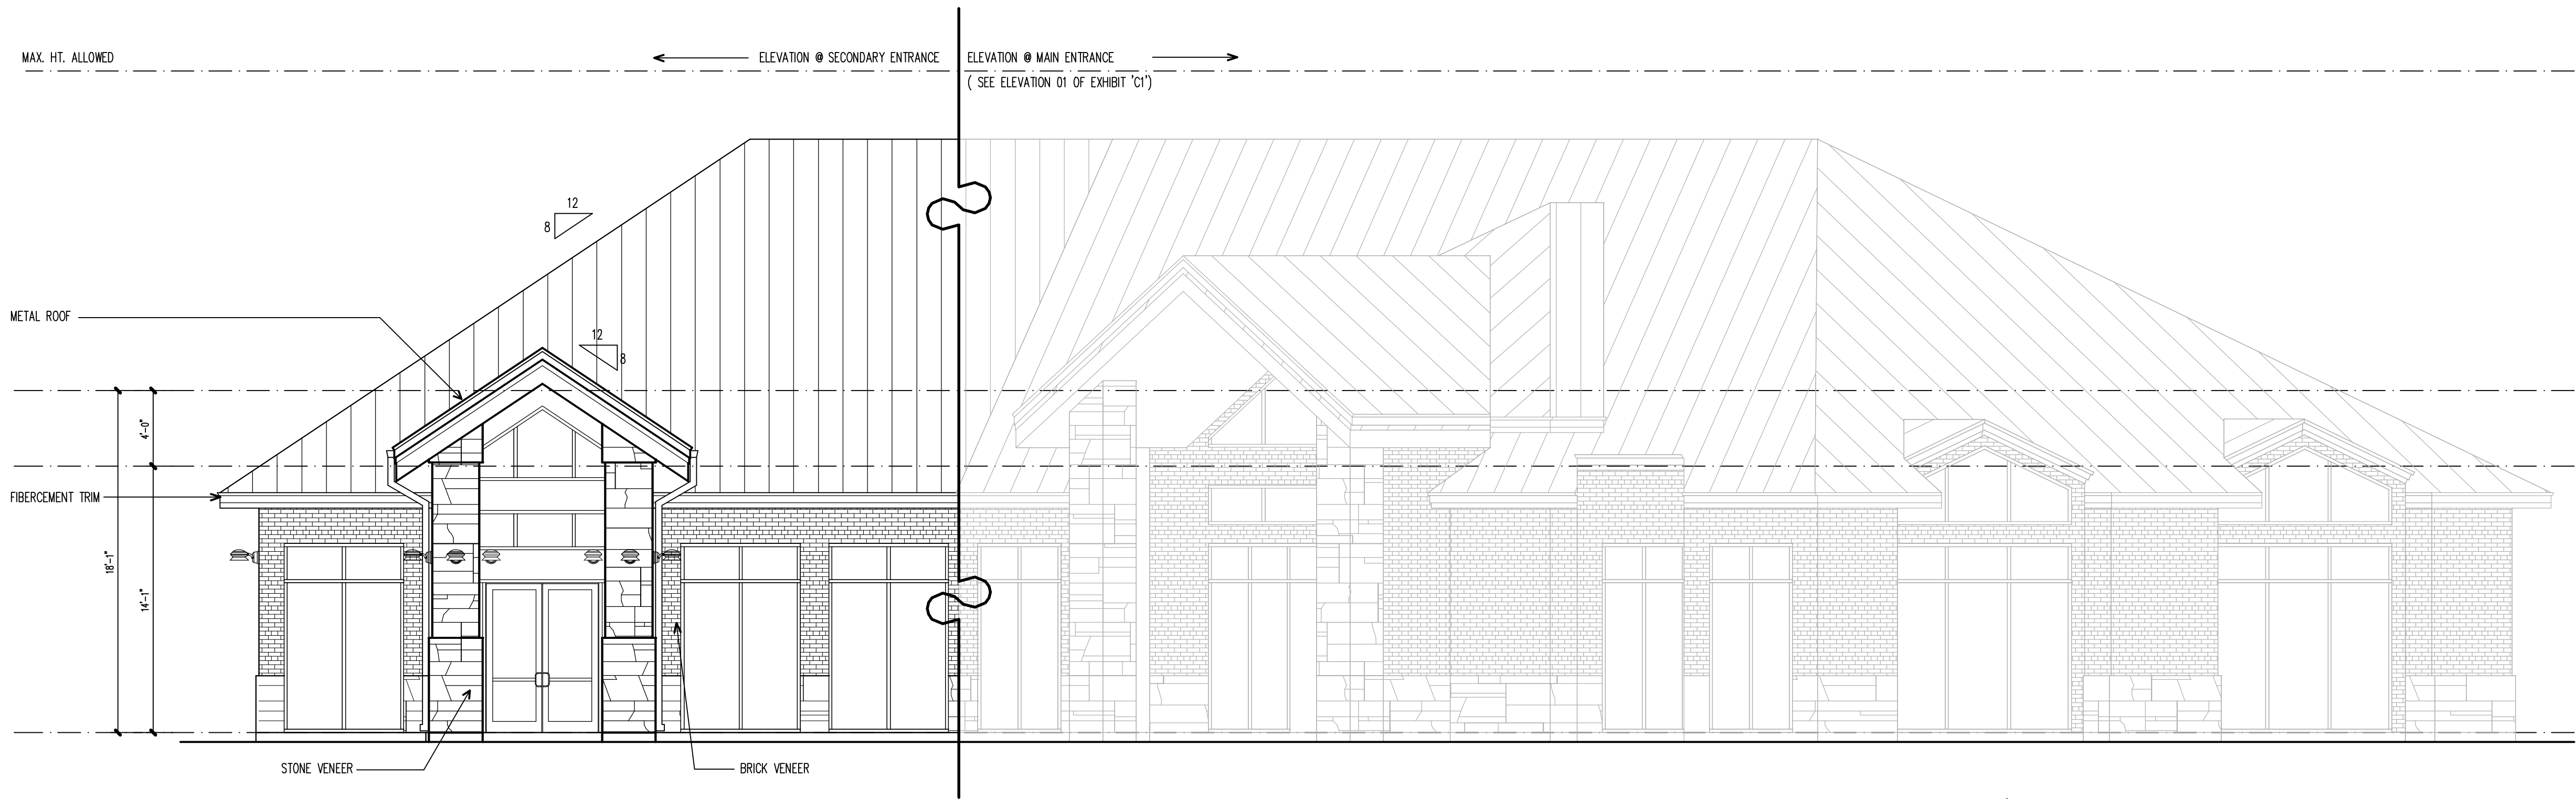 MAX. HT. ALLOWED
ELEVATION @ SECONDARY ENTRANCE
ELEVATION @ MAIN ENTRANCE
( SEE ELEVATION 01 OF EXHIBIT 'C1')
12
8
METAL ROOF
12
8
4'-0"
FIBERCEMENT TRIM
18'-1"
14'-1"
STONE VENEER
BRICK VENEER